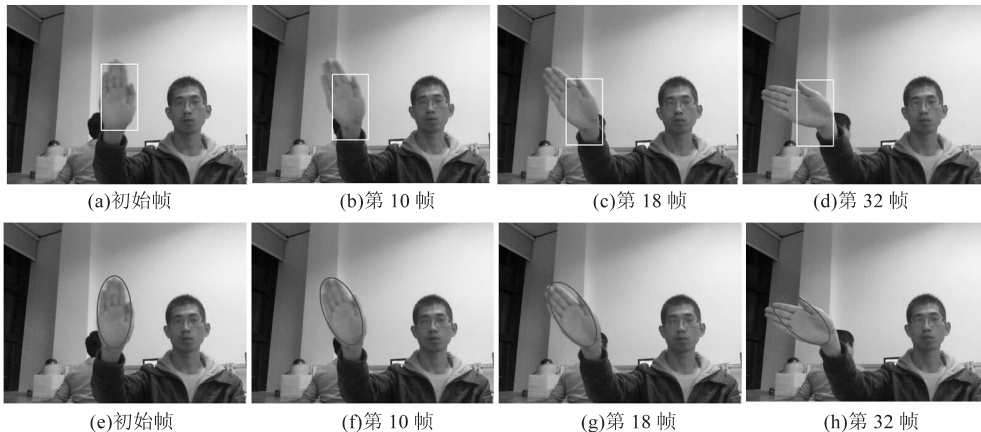 (a)初始帧
(b)第 10 帧
(c)第 18 帧
(d)第 32 帧
(e)初始帧
(f)第 10 帧
(g)第 18 帧
(h)第 32 帧